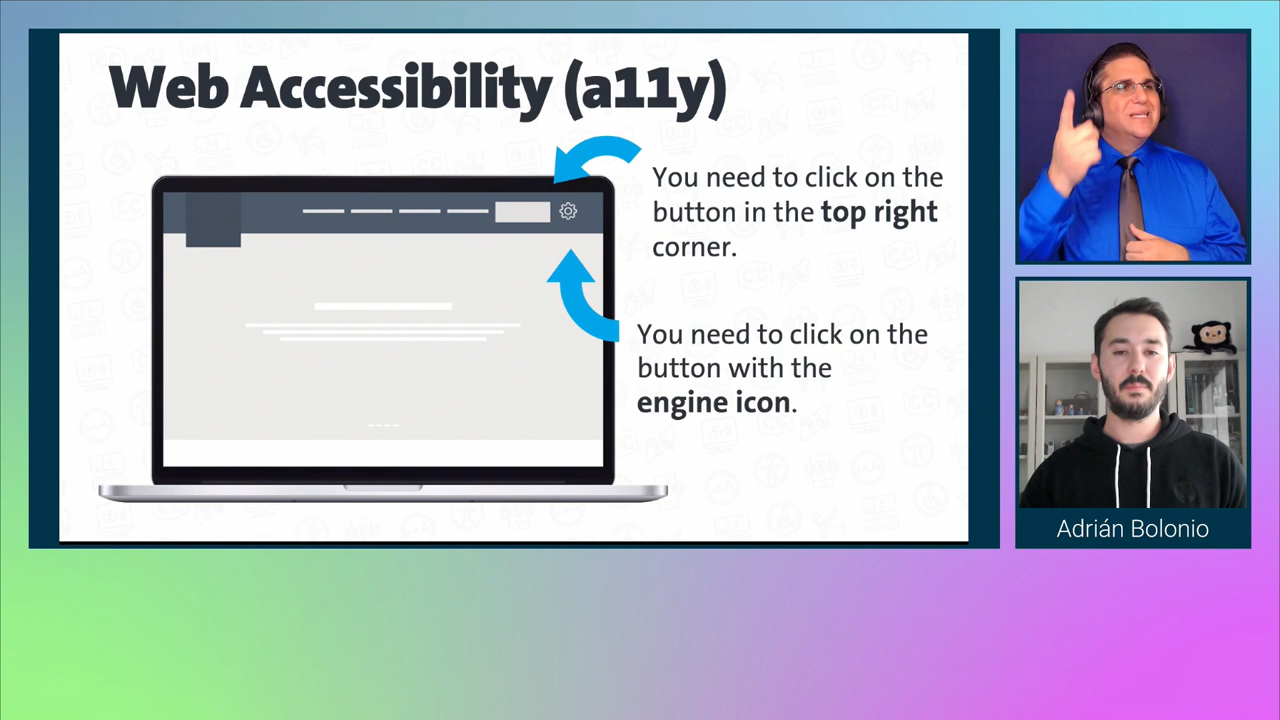 Web Accessibility (a11y)
You need to click on the
button in the top right
corner.
You need to click on the
button with the
engine icon.
Adrián Bolonio